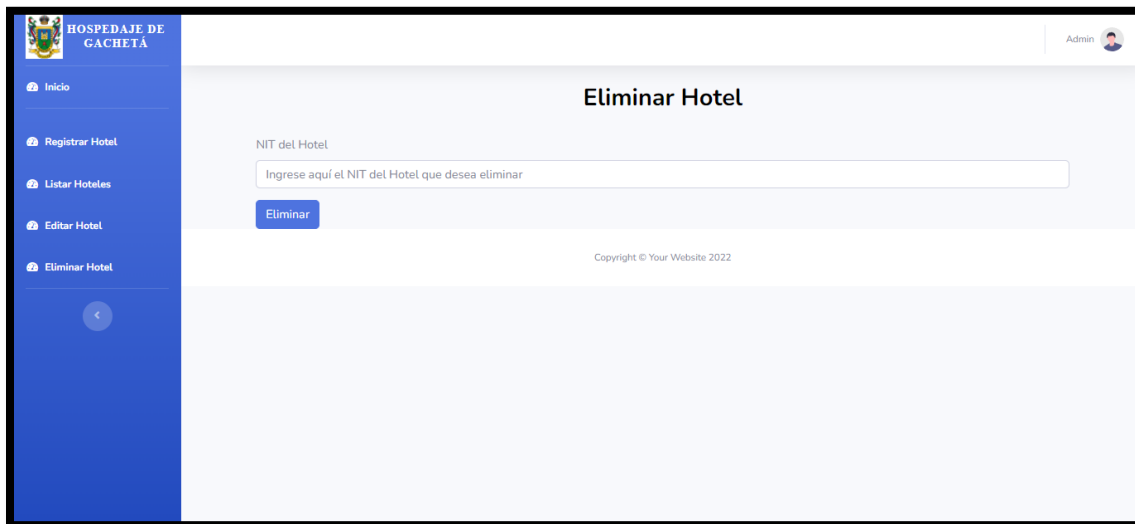 HOSPEDAJE DE
GACHETÁ
Admin
Inicio
Registrar Hotel
Listar Hoteles
Editar Hotel
Eliminar Hotel
Eliminar Hotel
NIT del Hotel
Ingrese aquí el NIT del Hotel que desea eliminar
Eliminar
Copyright © Your Website 2022